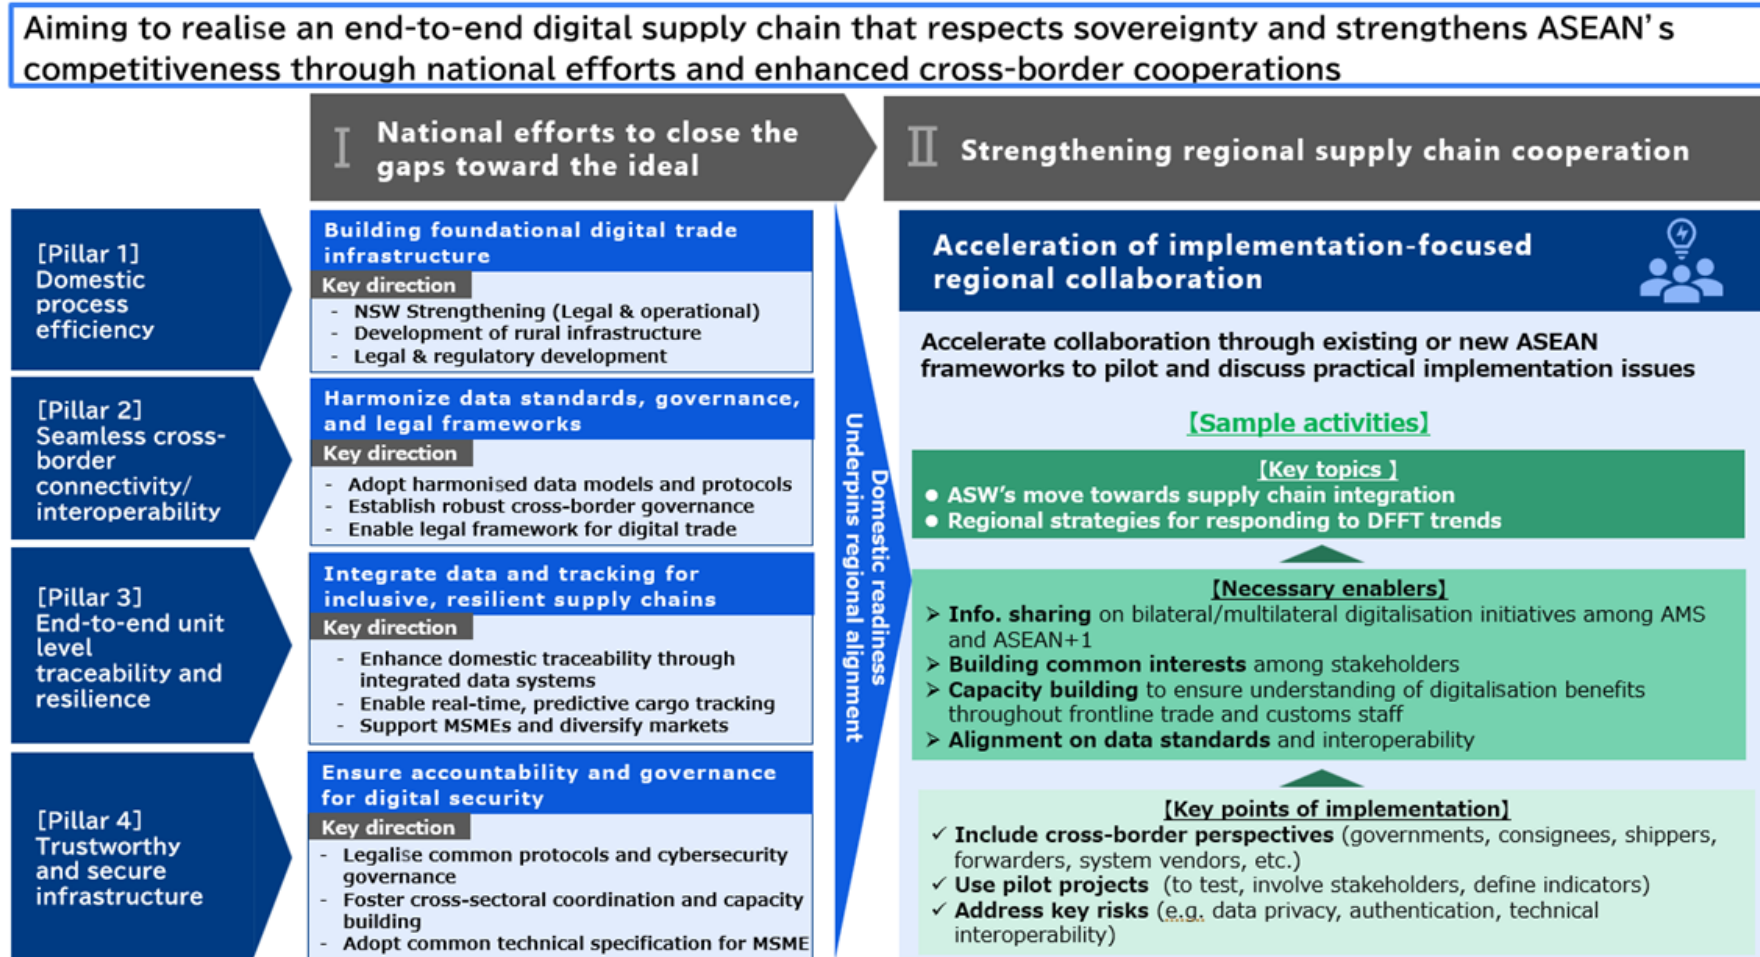 Aiming to realise an end-to-end digital supply chain that respects sovereignty and strengthens ASEAN's
competitiveness through national efforts and enhanced cross-border cooperations
I
National efforts to close the
gaps toward the ideal
II
Strengthening regional supply chain cooperation
[Pillar 1]
Domestic
process
efficiency
Building foundational digital trade
infrastructure
Key direction
- NSW Strengthening (Legal & operational)
- Development of rural infrastructure
- Legal & regulatory development
[Pillar 2]
Seamless cross-
border
connectivity/
interoperability
Harmonize data standards, governance,
and legal frameworks
Key direction
- Adopt harmonised data models and protocols
- Establish robust cross-border governance
- Enable legal framework for digital trade
[Pillar 3]
End-to-end unit
level
traceability and
resilience
Integrate data and tracking for
inclusive, resilient supply chains
Key direction
- Enhance domestic traceability through
integrated data systems
- Enable real-time, predictive cargo tracking
- Support MSMEs and diversify markets
[Pillar 4]
Trustworthy
and secure
infrastructure
Ensure accountability and governance
for digital security
Key direction
- Legalise common protocols and cybersecurity
governance
- Foster cross-sectoral coordination and capacity
building
- Adopt common technical specification for MSME
Domestic readiness
Underpins regional alignment
Acceleration of implementation-focused
regional collaboration
Accelerate collaboration through existing or new ASEAN
frameworks to pilot and discuss practical implementation issues
【Sample activities】
【Key topics 】
● ASW's move towards supply chain integration
● Regional strategies for responding to DFFT trends
【Necessary enablers】
➢ Info. sharing on bilateral/multilateral digitalisation initiatives among AMS
and ASEAN+1
➢ Building common interests among stakeholders
➢ Capacity building to ensure understanding of digitalisation benefits
throughout frontline trade and customs staff
➢ Alignment on data standards and interoperability
【Key points of implementation】
✓ Include cross-border perspectives (governments, consignees, shippers,
forwarders, system vendors, etc.)
✓ Use pilot projects (to test, involve stakeholders, define indicators)
✓ Address key risks (e.g. data privacy, authentication, technical
interoperability)